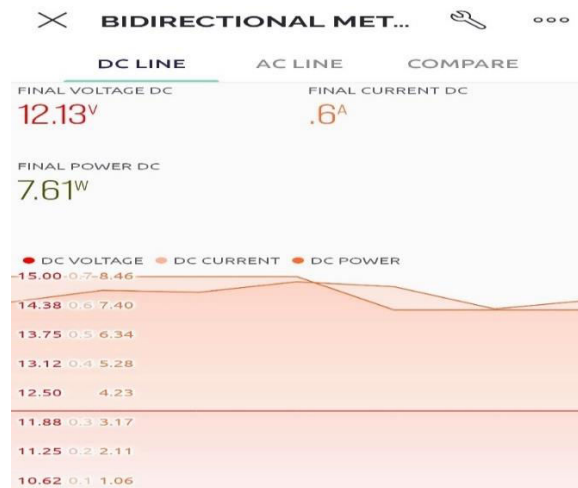 BIDIRECTIONAL MET...
DC LINE AC LINE COMPARE
FINAL VOLTAGE DC FINAL CURRENT DC
12.13V .6A
FINAL POWER DC
7.61W
DC VOLTAGE DC CURRENT DC POWER
15.00 0.7 8.46
14.38 0.6 7.40
13.75 0.5 6.34
13.12 0.4 5.28
12.50 4.23
11.88 0.3 3.17
11.25 0.2 2.11
10.62 0.1 1.06